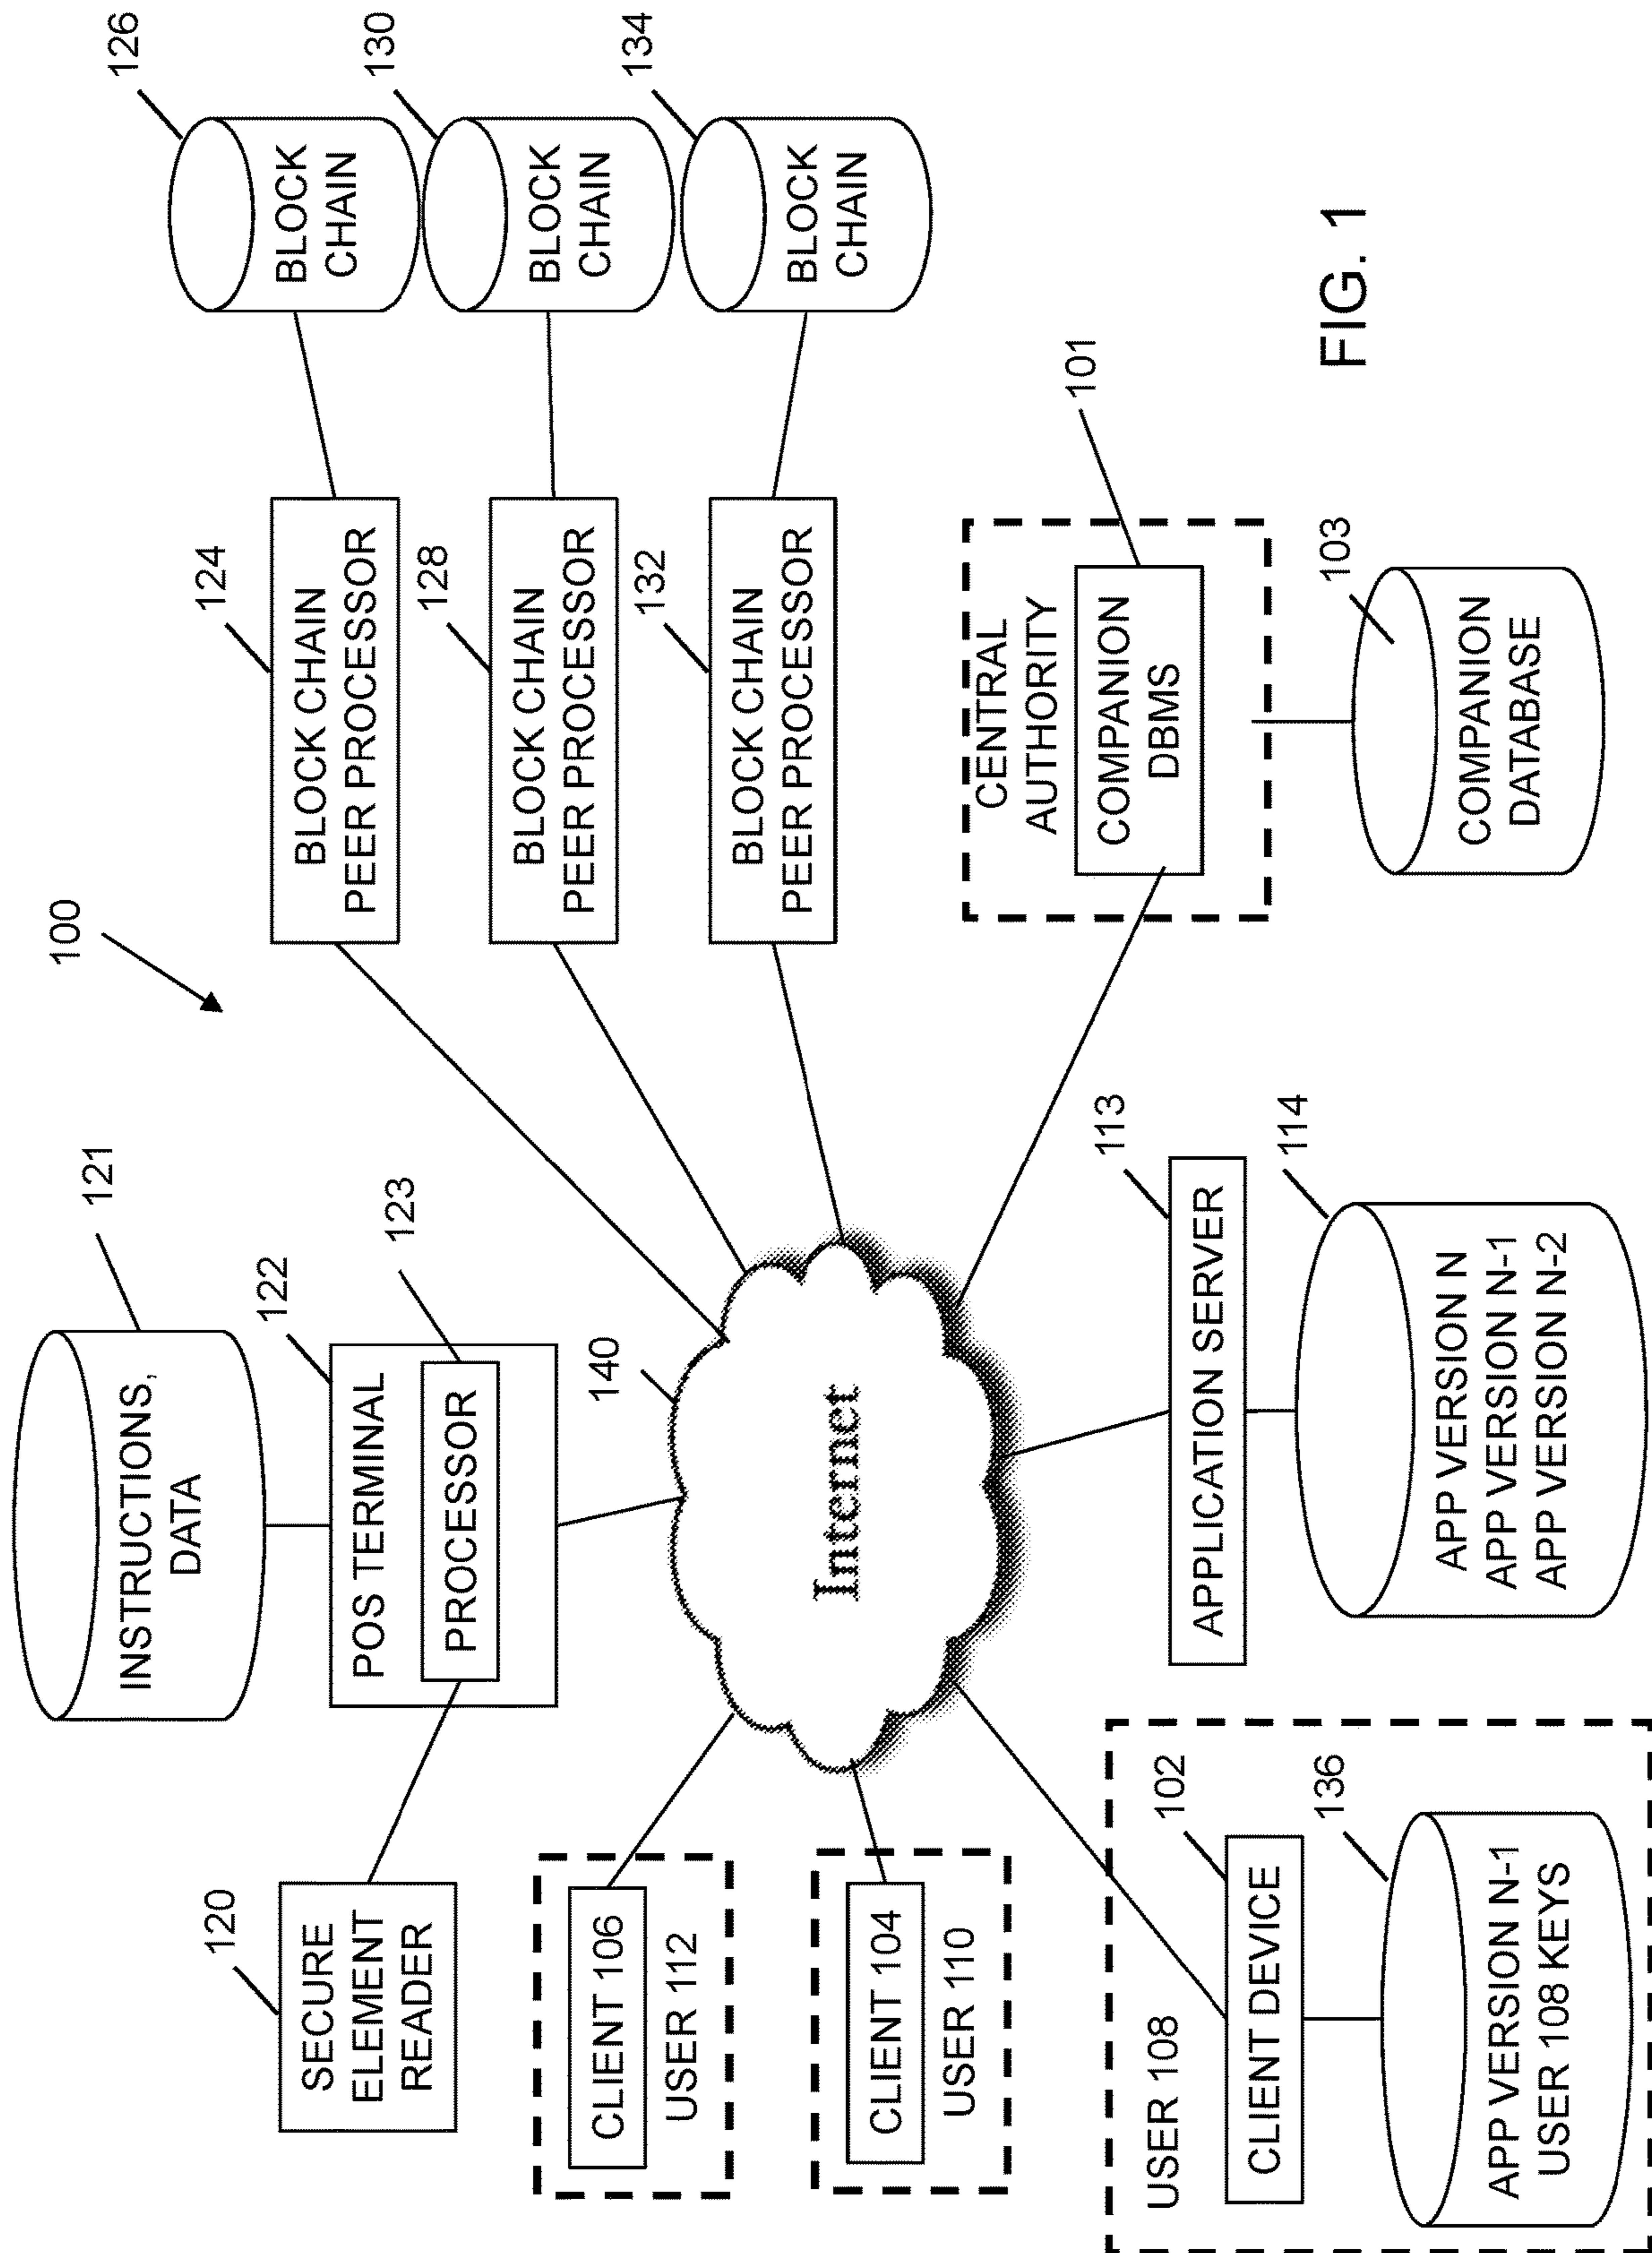 100
121
INSTRUCTIONS,
DATA
122
POS TERMINAL
123
PROCESSOR
120
SECURE
ELEMENT
READER
CLIENT 106
USER 112
CLIENT 104
USER 110
USER 108
102
CLIENT DEVICE
136
APP VERSION N-1
USER 108 KEYS
140
Internet
113
APPLICATION SERVER
114
APP VERSION N
APP VERSION N-1
APP VERSION N-2
124
BLOCK CHAIN
PEER PROCESSOR
126
BLOCK
CHAIN
128
BLOCK CHAIN
PEER PROCESSOR
130
BLOCK
CHAIN
132
BLOCK CHAIN
PEER PROCESSOR
134
BLOCK
CHAIN
CENTRAL
AUTHORITY
101
COMPANION
DBMS
103
COMPANION
DATABASE
FIG. 1